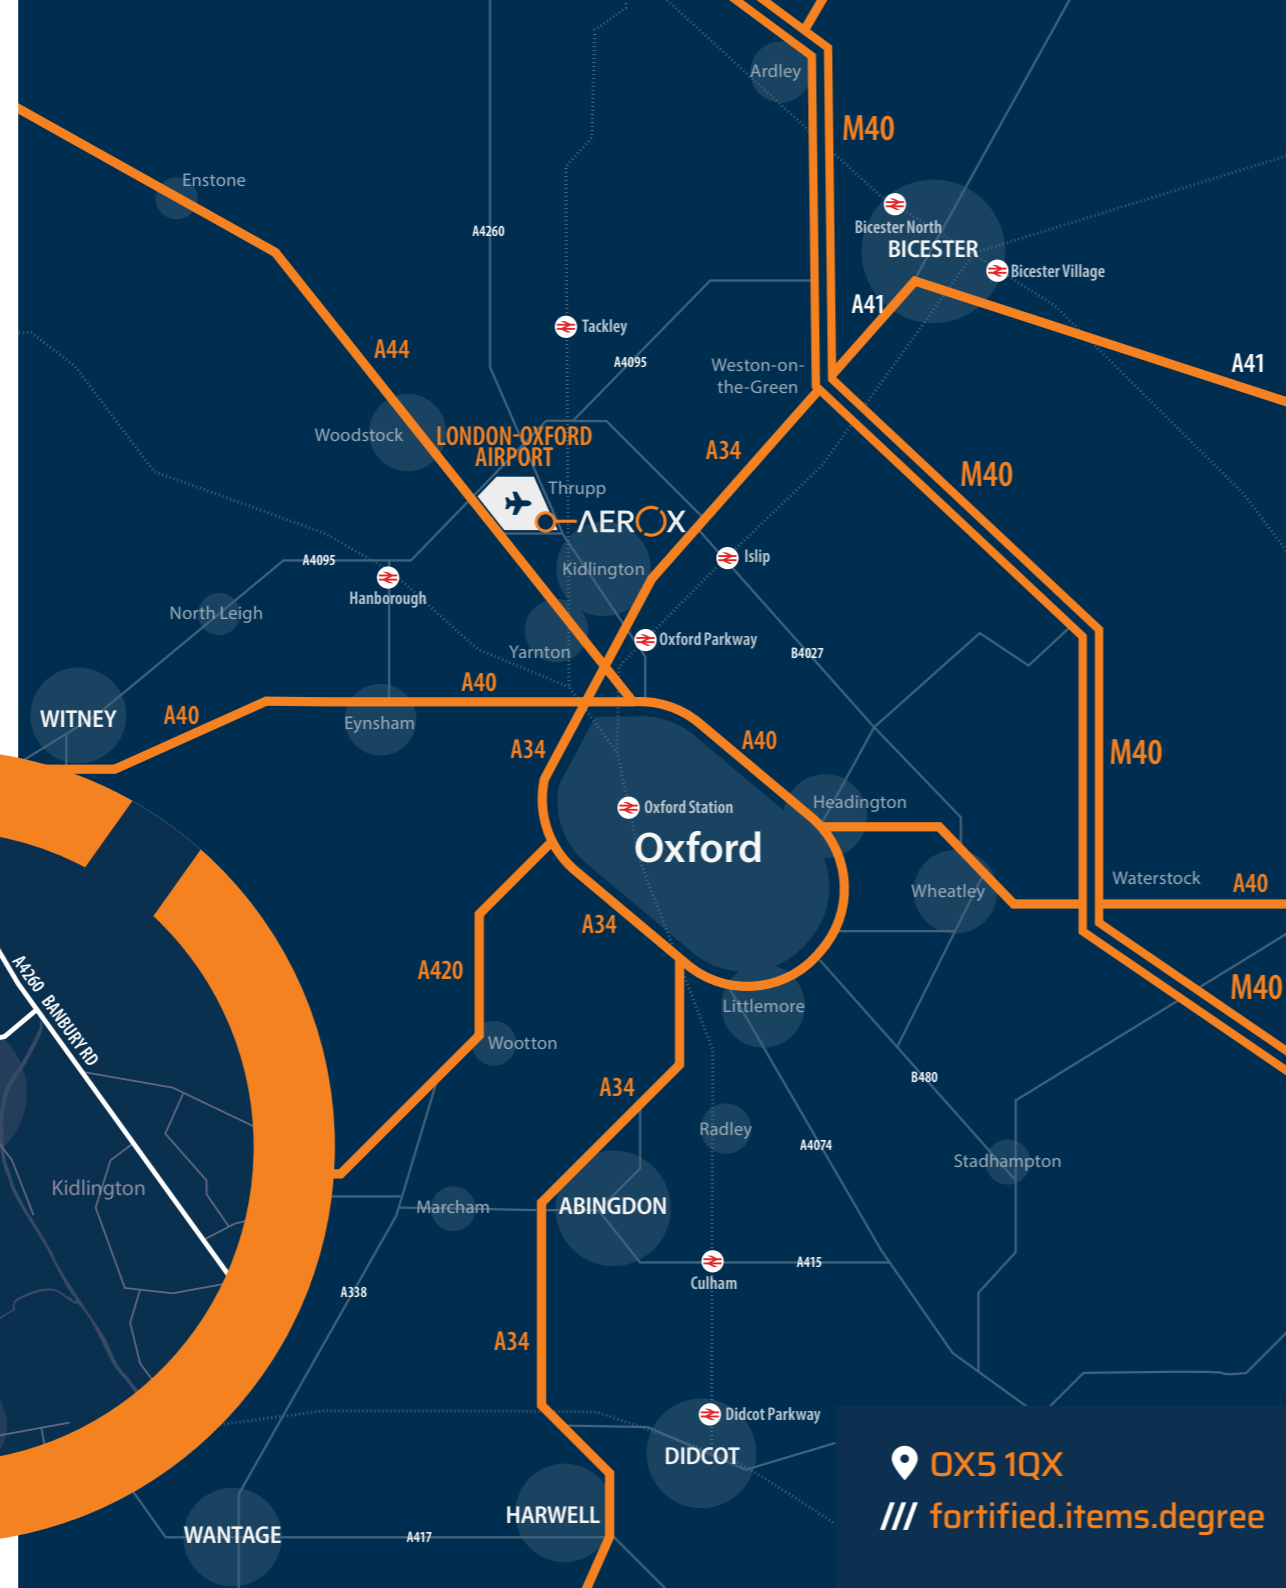 Ardley
M40
Enstone
Bicester North
A4260
BICESTER
Bicester Village
A41
Tackley
A44
A4095
Weston-on-
the-Green
A41
Woodstock
LONDON-OXFORD
AIRPORT
A34
M40
Thrupp
AEROX
A4095
Islip
Kidlington
Hanborough
North Leigh
Oxford Parkway
Yarnton
B4027
A40
WITNEY
A40
Eynsham
A34
A40
M40
Oxford Station
Headington
Oxford
Waterstock
A40
Wheatley
A34
A420
M40
A4260 BANBURY RD
Littlemore
Wootton
B480
A34
Radley
A4074
Stadhampton
Kidlington
Marcham
ABINGDON
A415
Culham
A338
A34
Didcot Parkway
DIDCOT
OX5 1QX
HARWELL
/// fortified.items.degree
WANTAGE
A417